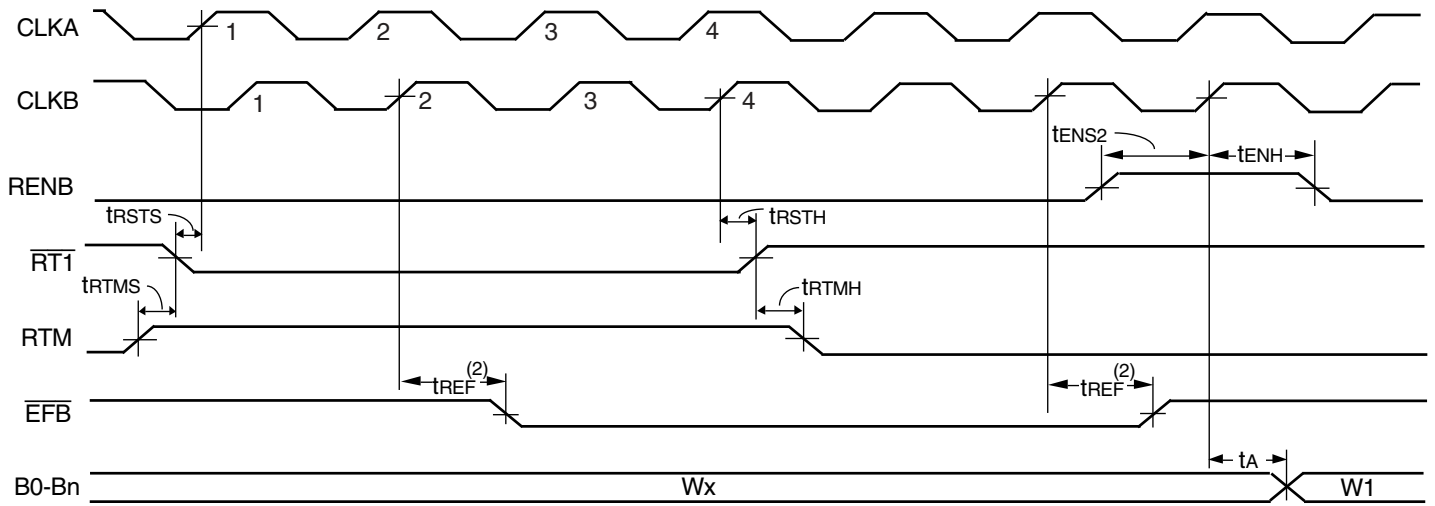 CLKA 1 2 3 4
CLKB 1 2 3 4
tENS2 tENH
RENB
tRSTS tRSTH
RT1
tRTMS tRTMH
RTM
tREF(2) tREF(2)
EFB
tA
B0-Bn Wx W1